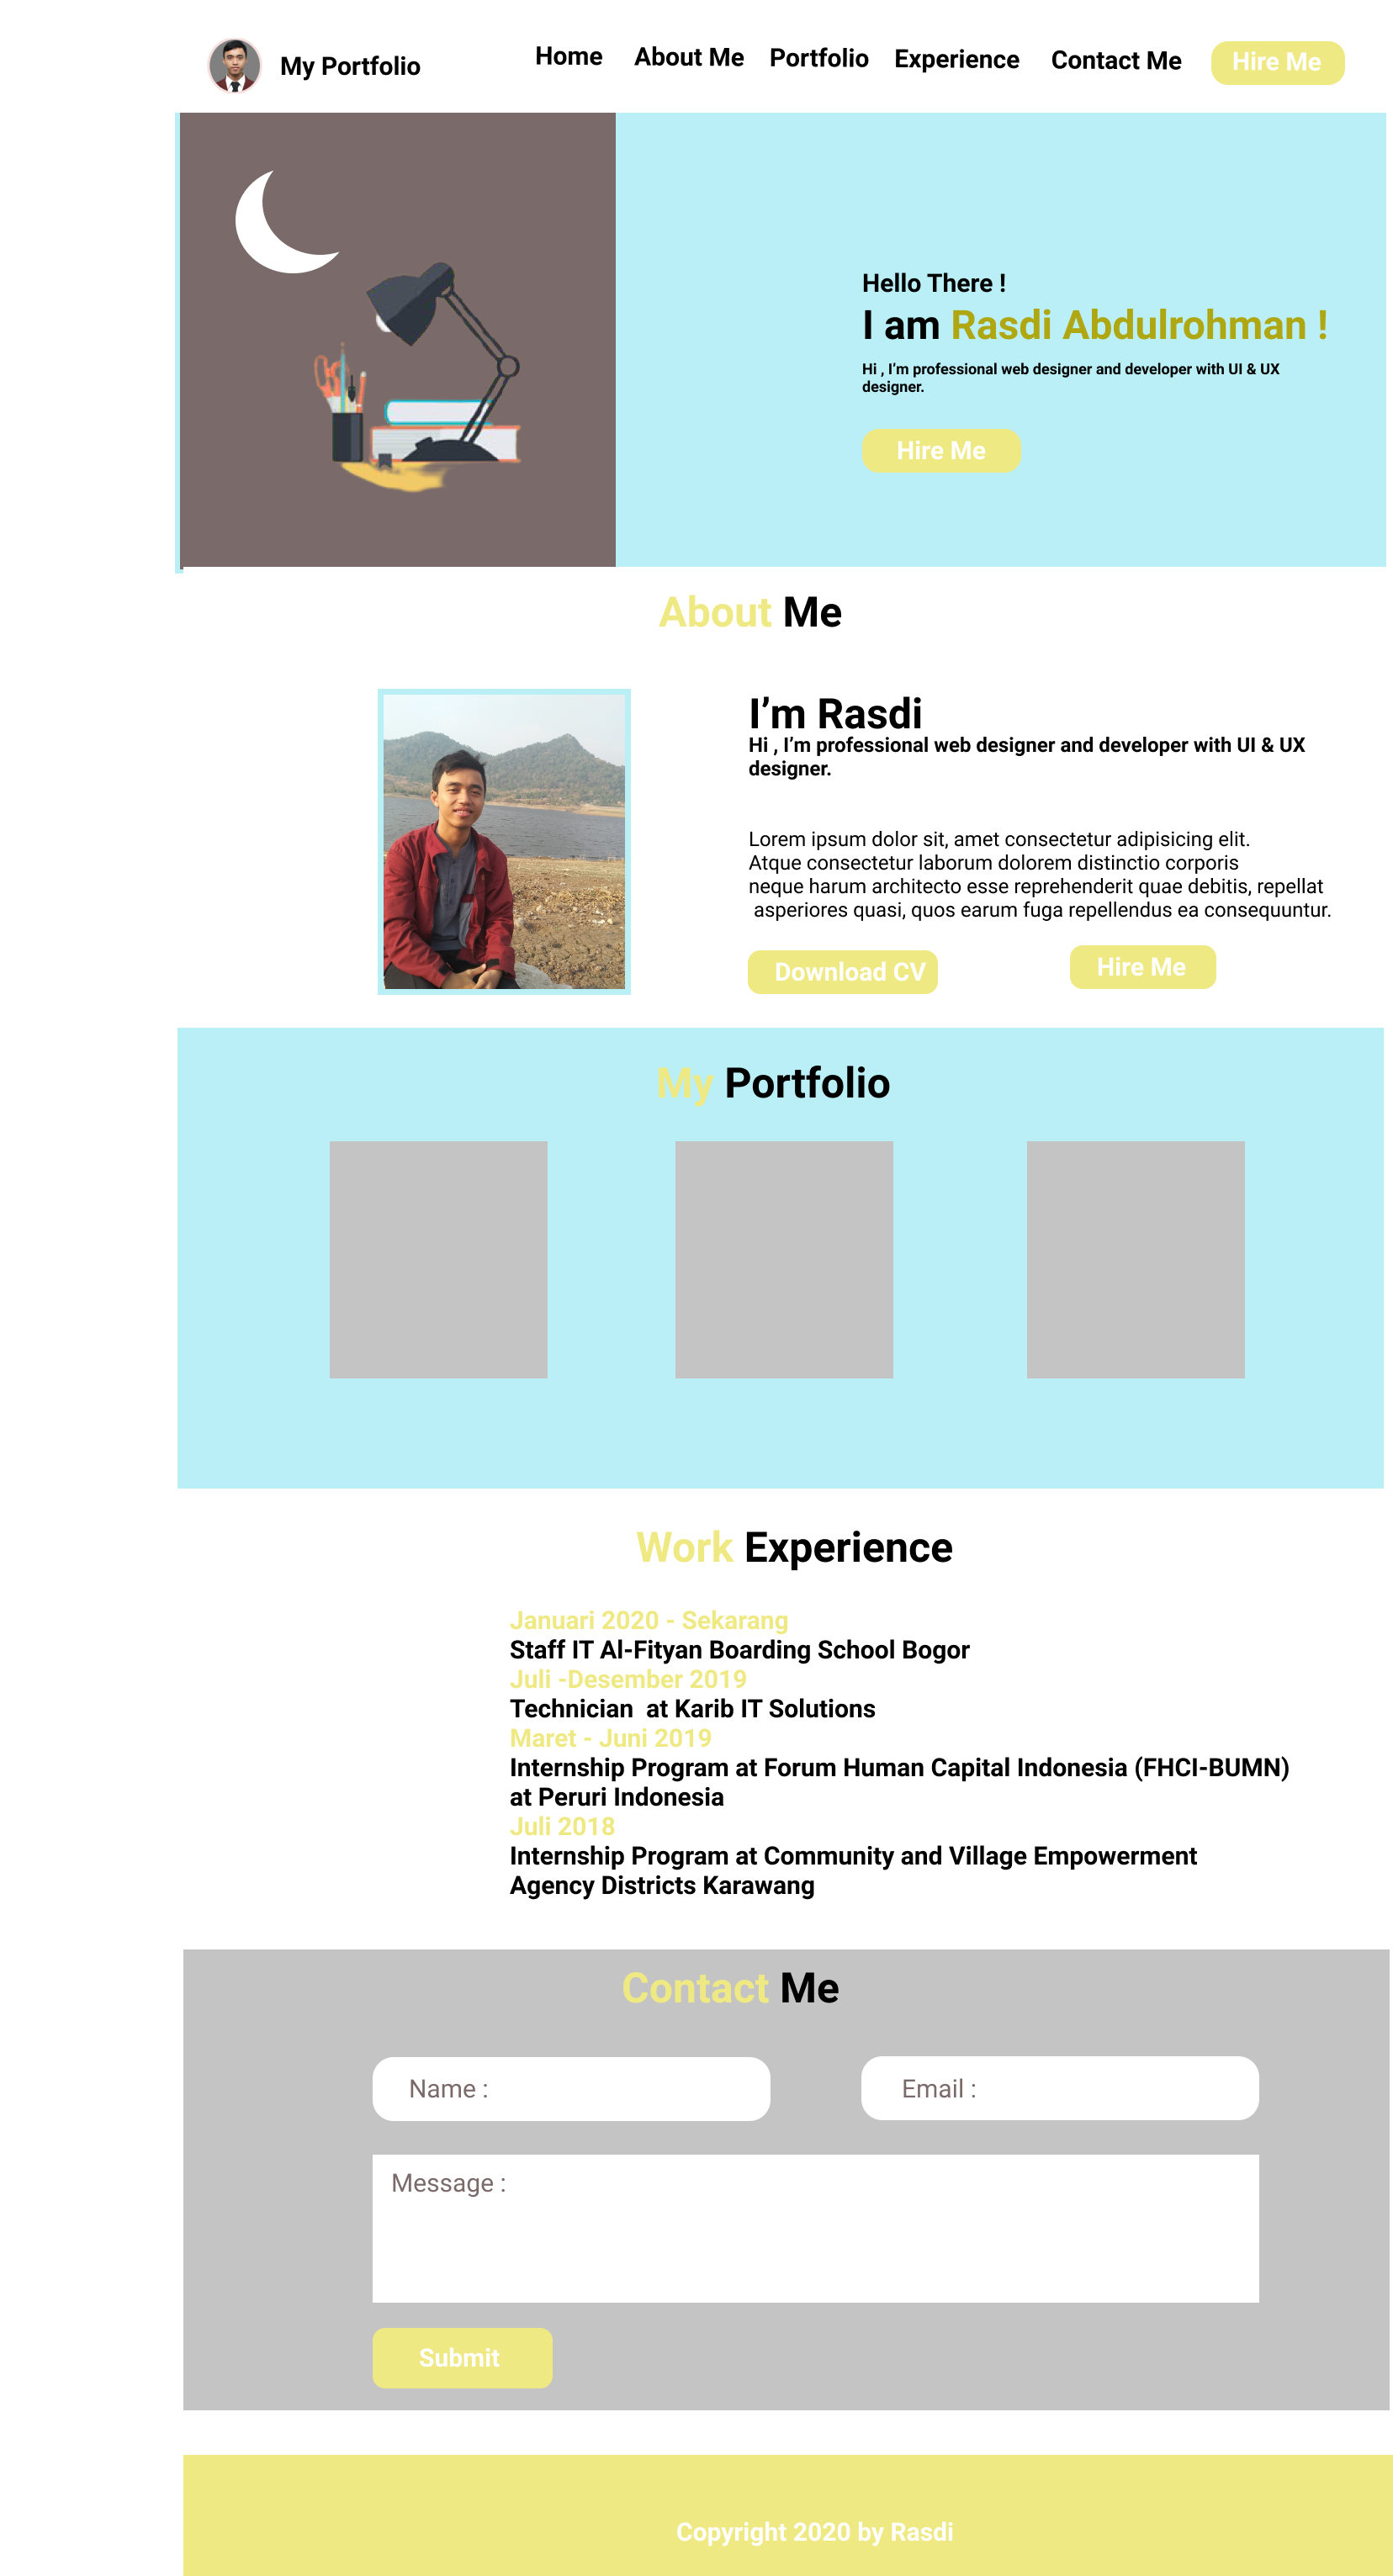 My Portfolio
Home
About Me
Portfolio
Experience
Contact Me
Hire Me
Hello There !
I am Rasdi Abdulrohman !
Hi , I’m professional web designer and developer with UI & UX
designer.
Hire Me
About Me
I’m Rasdi
Hi , I’m professional web designer and developer with UI & UX
designer.
Lorem ipsum dolor sit, amet consectetur adipisicing elit.
Atque consectetur laborum dolorem distinctio corporis
neque harum architecto esse reprehenderit quae debitis, repellat
asperiores quasi, quos earum fuga repellendus ea consequuntur.
Download CV
Hire Me
My Portfolio
Work Experience
Januari 2020 - Sekarang
Staff IT Al-Fityan Boarding School Bogor
Juli -Desember 2019
Technician  at Karib IT Solutions
Maret - Juni 2019
Internship Program at Forum Human Capital Indonesia (FHCI-BUMN)
at Peruri Indonesia
Juli 2018
Internship Program at Community and Village Empowerment
Agency Districts Karawang
Contact Me
Name :
Email :
Message :
Submit
Copyright 2020 by Rasdi